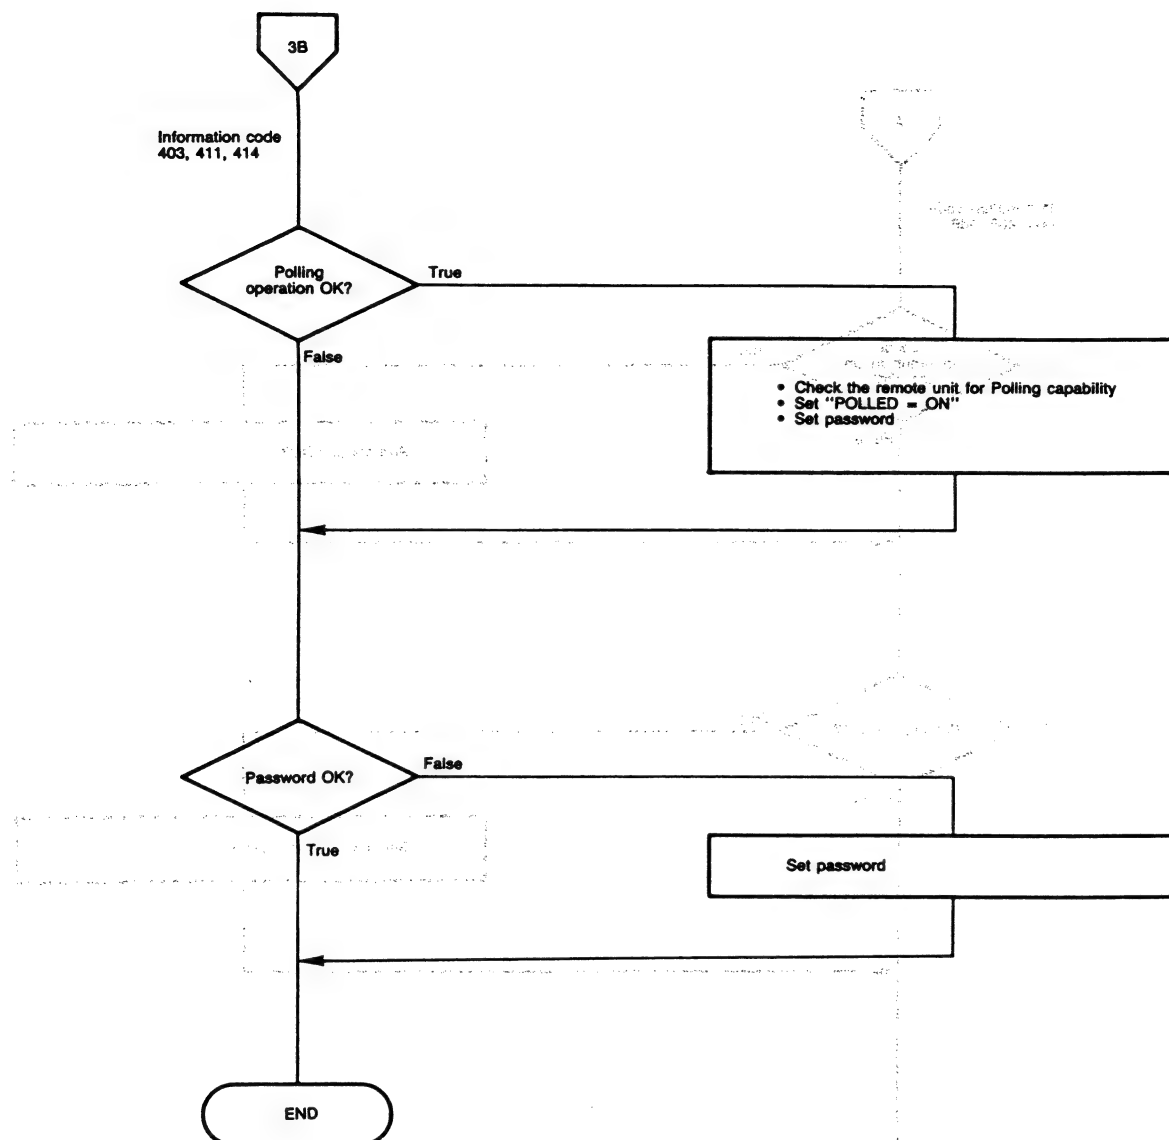 3B
Information code
403, 411, 414
Polling
operation OK?
True
False
• Check the remote unit for Polling capability
• Set "POLLED = ON"
• Set password
Password OK?
False
True
Set password
END